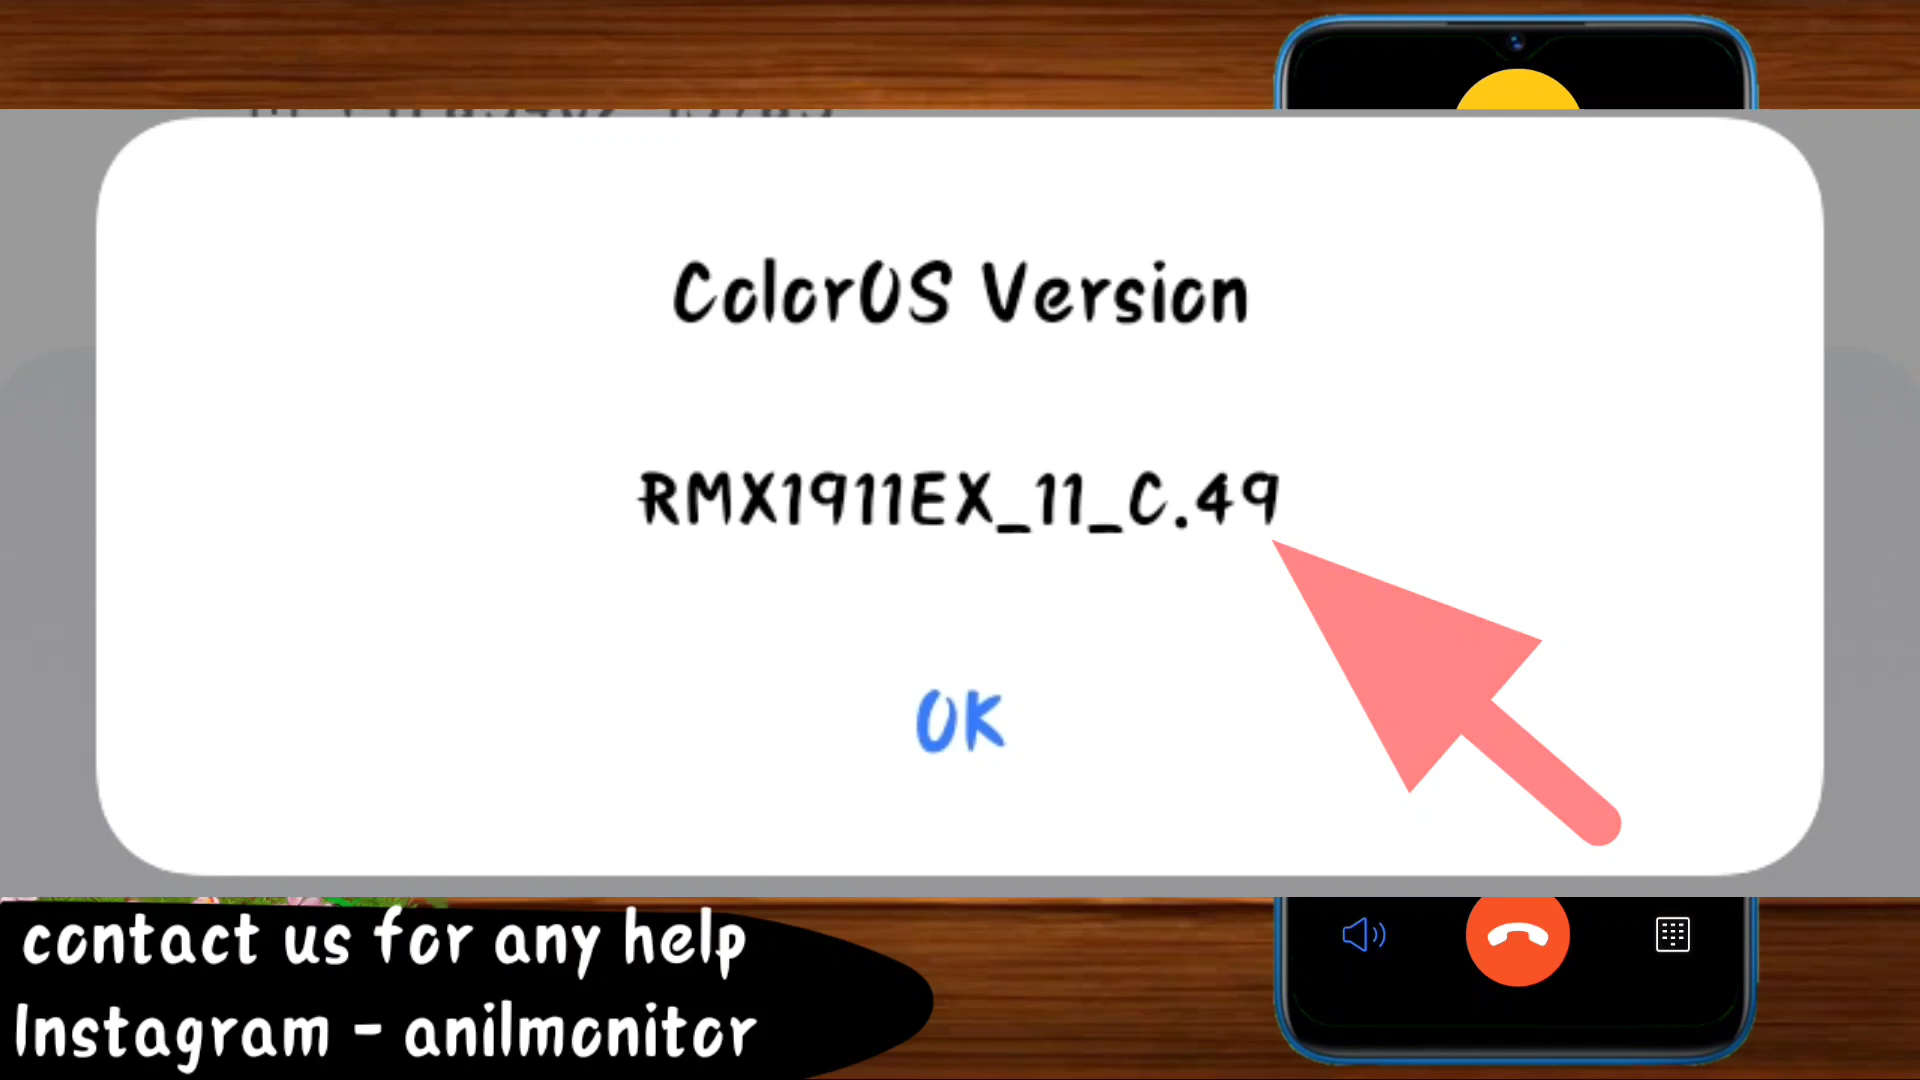 ColorOS Version
RMX1911EX_11_C.49
OK
contact us for any help
Instagram - anilmonitor